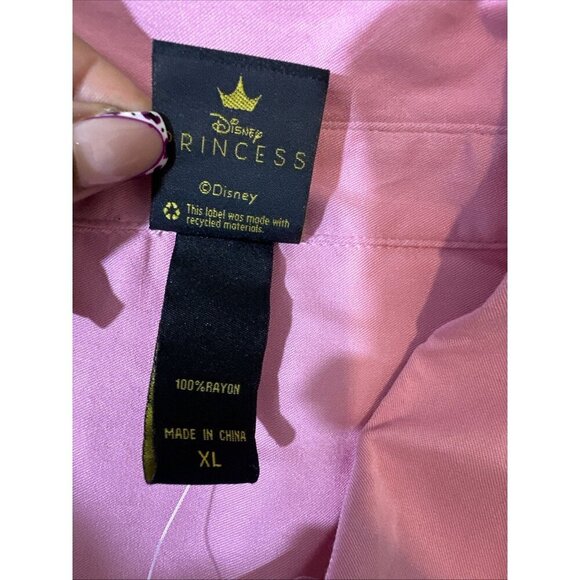 Disney
PRINCESS
©Disney
This label was made with
recycled materials.
100%RAYON
MADE IN CHINA
XL